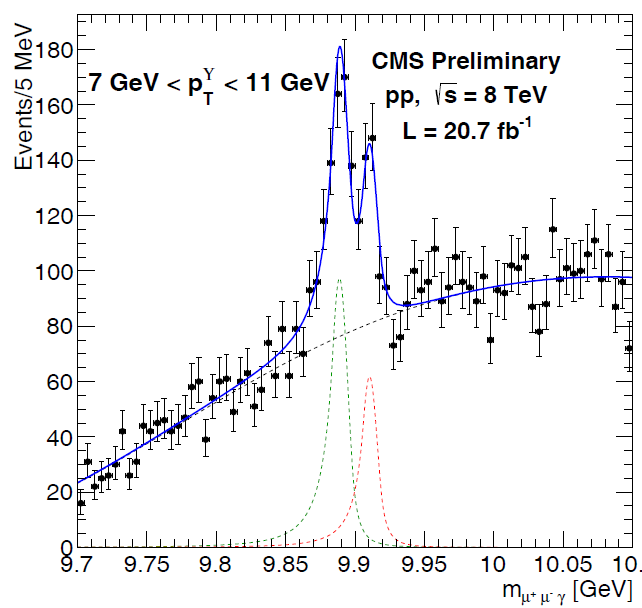 Events/5 MeV
180
160
140
120
100
80
60
40
20
0
7 GeV < p_T^Υ < 11 GeV
CMS Preliminary
pp, √s = 8 TeV
L = 20.7 fb⁻¹
9.7 9.75 9.8 9.85 9.9 9.95 10 10.05 10.
m_μ⁺ μ⁻ γ [GeV]